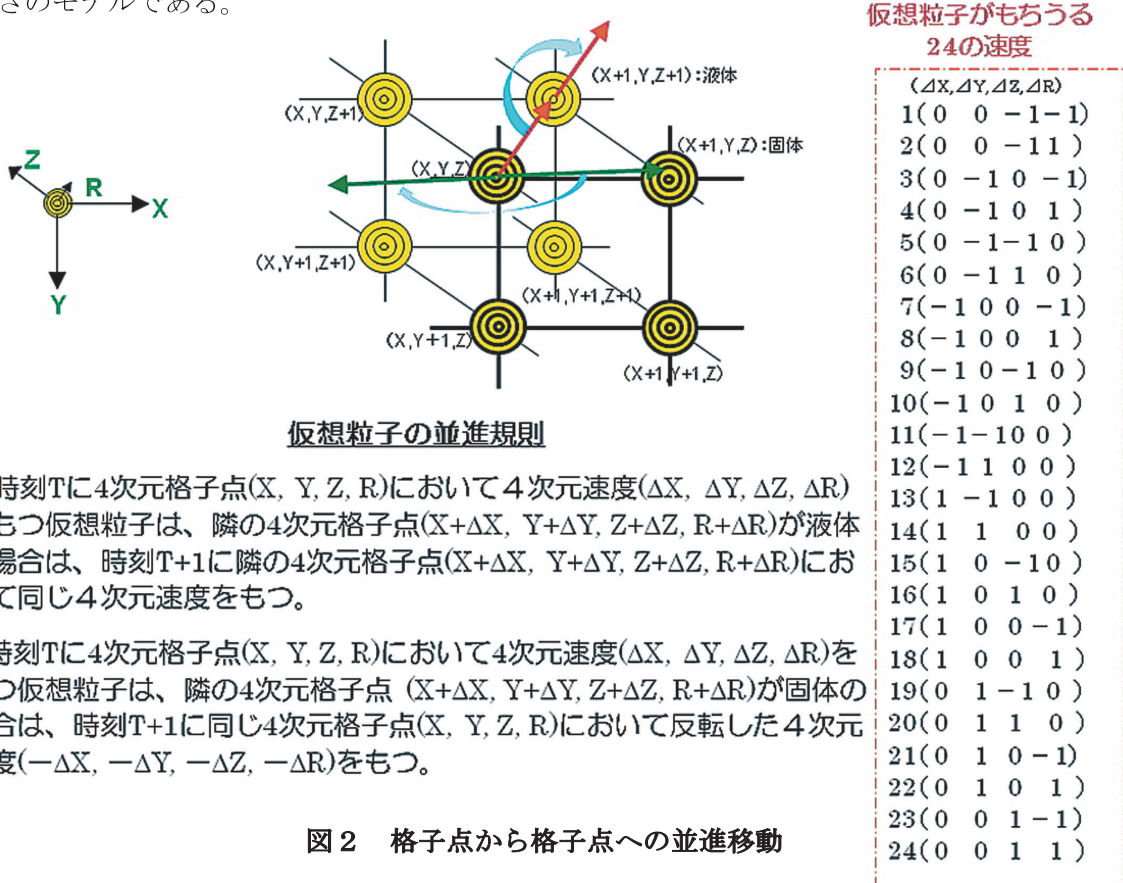 さのモデルである。
仮想粒子がもちうる
24の速度
(⊿X,⊿Y,⊿Z,⊿R)
1(0 0 -1-1)
2(0 0 -11 )
3(0 -1 0 -1)
4(0 -1 0 1)
5(0 -1-1 0 )
6(0 -1 1 0)
7(-1 0 0 -1)
8(-1 0 0 1 )
9(-1 0-1 0 )
10(-1 0 1 0 )
11(-1-10 0 )
12(-1 1 0 0 )
13(1 -1 0 0 )
14(1 1 0 0 )
15(1 0 -10 )
16(1 0 1 0 )
17(1 0 0 -1)
18(1 0 0 1 )
19(0 1-1 0 )
20(0 1 1 0 )
21(0 1 0 -1)
22(0 1 0 1 )
23(0 0 1 -1)
24(0 0 1 1 )
Z
R
X
Y
(X+1,Y,Z+1):液体
(X,Y,Z+1)
(X+1,Y,Z):固体
(X,Y,Z)
(X,Y+1,Z+1)
(X+1,Y+1,Z+1)
(X,Y+1,Z)
(X+1,Y+1,Z)
仮想粒子の並進規則
時刻Tに4次元格子点(X, Y, Z, R)において４次元速度(ΔX, ΔY, ΔZ, ΔR)
もつ仮想粒子は、隣の4次元格子点(X+ΔX, Y+ΔY, Z+ΔZ, R+ΔR)が液体
場合は、時刻T+1に隣の4次元格子点(X+ΔX, Y+ΔY, Z+ΔZ, R+ΔR)にお
て同じ４次元速度をもつ。
時刻Tに4次元格子点(X, Y, Z, R)において4次元速度(ΔX, ΔY, ΔZ, ΔR)を
つ仮想粒子は、隣の4次元格子点 (X+ΔX, Y+ΔY, Z+ΔZ, R+ΔR)が固体の
合は、時刻T+1に同じ4次元格子点(X, Y, Z, R)において反転した４次元
度(－ΔX, －ΔY, －ΔZ, －ΔR)をもつ。
図２ 格子点から格子点への並進移動